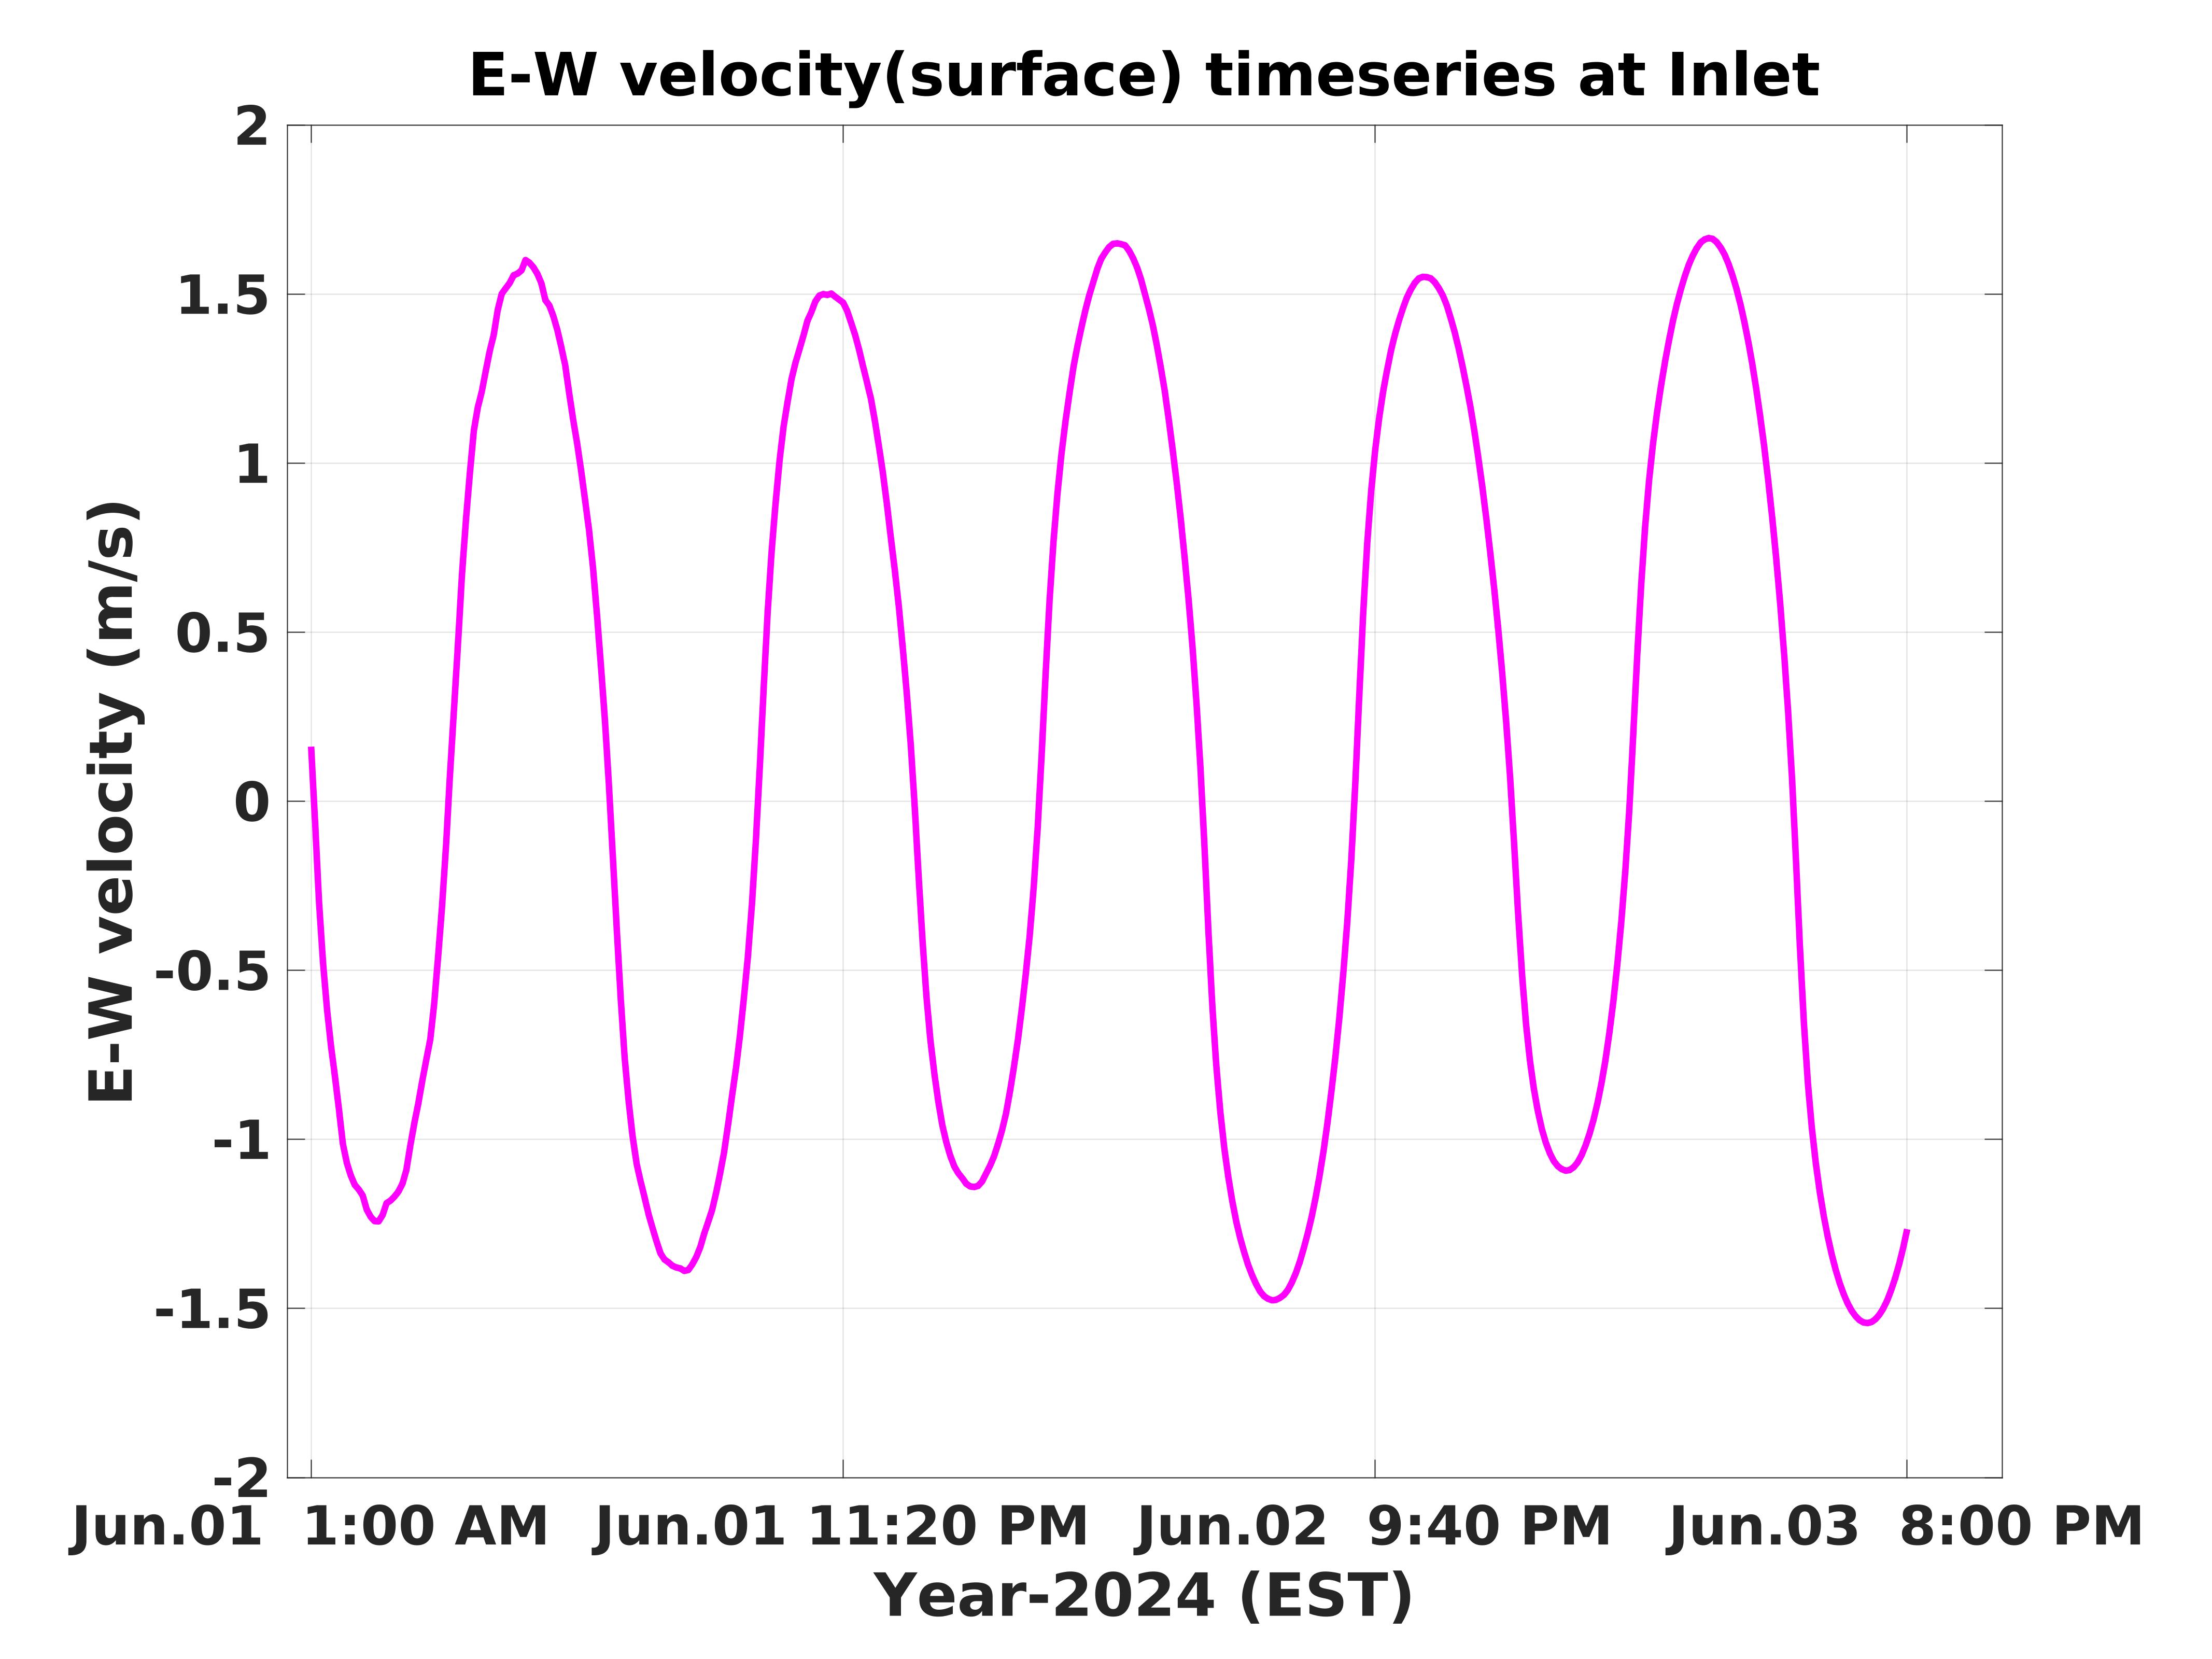 E-W velocity(surface) timeseries at Inlet
E-W velocity (m/s)
2
1.5
1
0.5
0
-0.5
-1
-1.5
-2
Jun.01 1:00 AM Jun.01 11:20 PM Jun.02 9:40 PM Jun.03 8:00 PM
Year-2024 (EST)